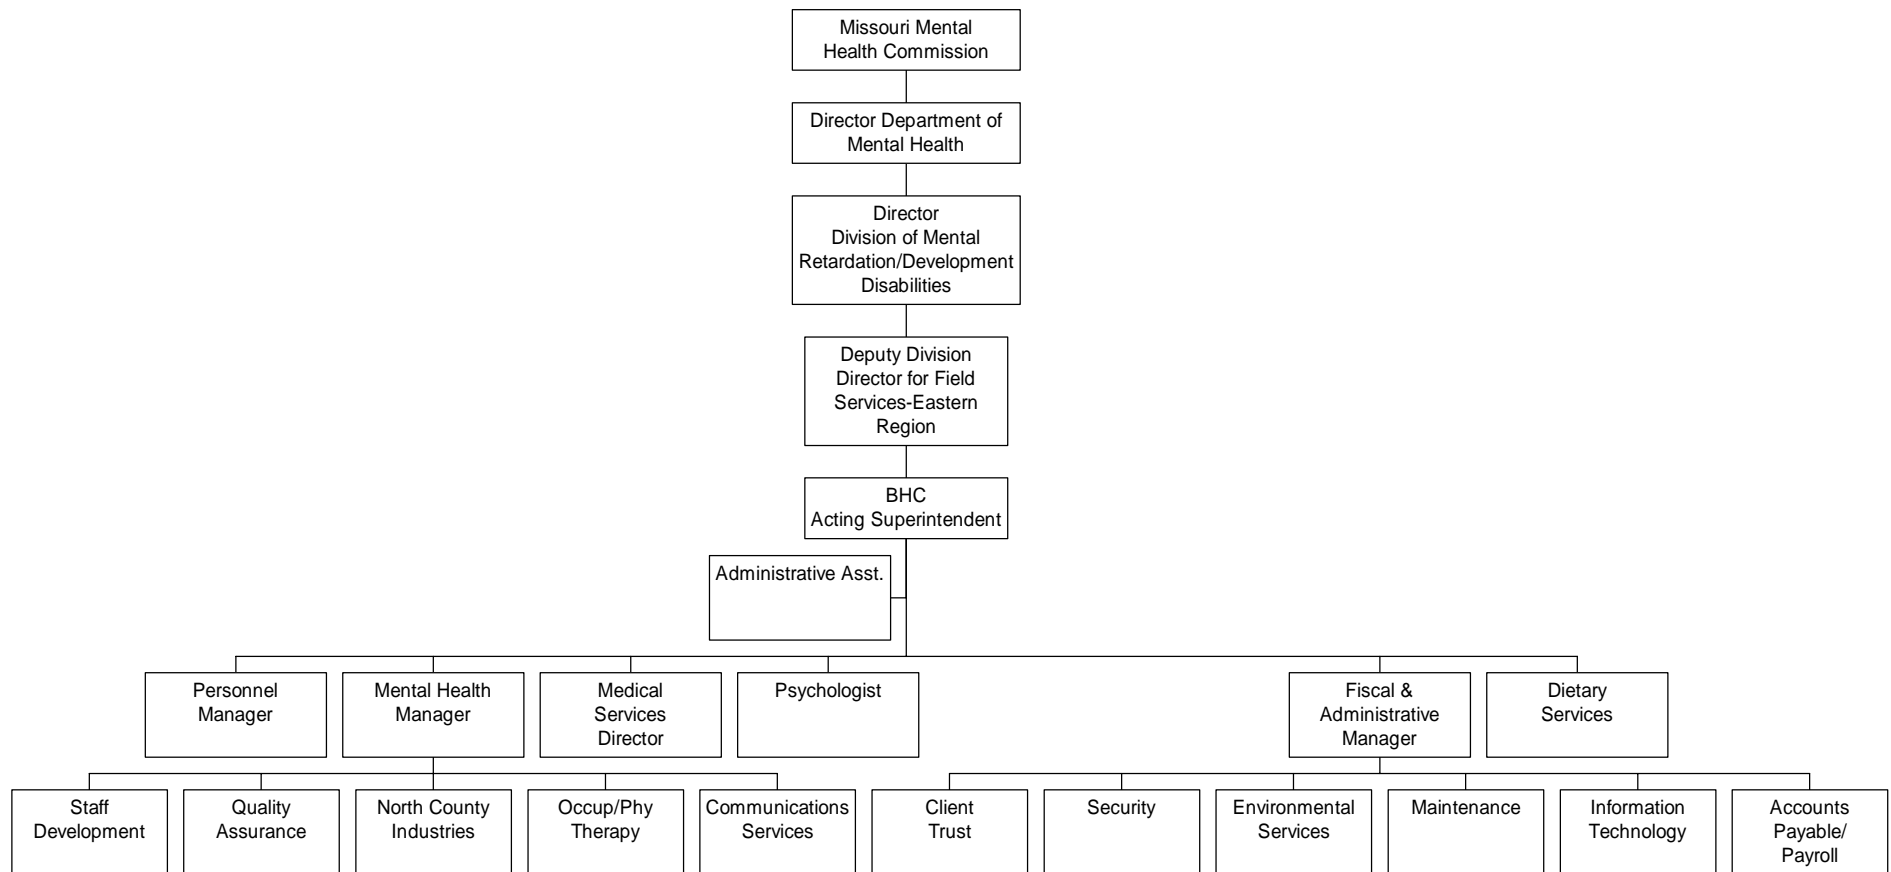 Missouri Mental
Health Commission
Director Department of
Mental Health
Director
Division of Mental
Retardation/Development
Disabilities
Deputy Division
Director for Field
Services-Eastern
Region
BHC
Acting Superintendent
Administrative Asst.
Personnel
Manager
Mental Health
Manager
Medical
Services
Director
Psychologist
Fiscal &
Administrative
Manager
Dietary
Services
Staff
Development
Quality
Assurance
North County
Industries
Occup/Phy
Therapy
Communications
Services
Client
Trust
Security
Environmental
Services
Maintenance
Information
Technology
Accounts
Payable/
Payroll